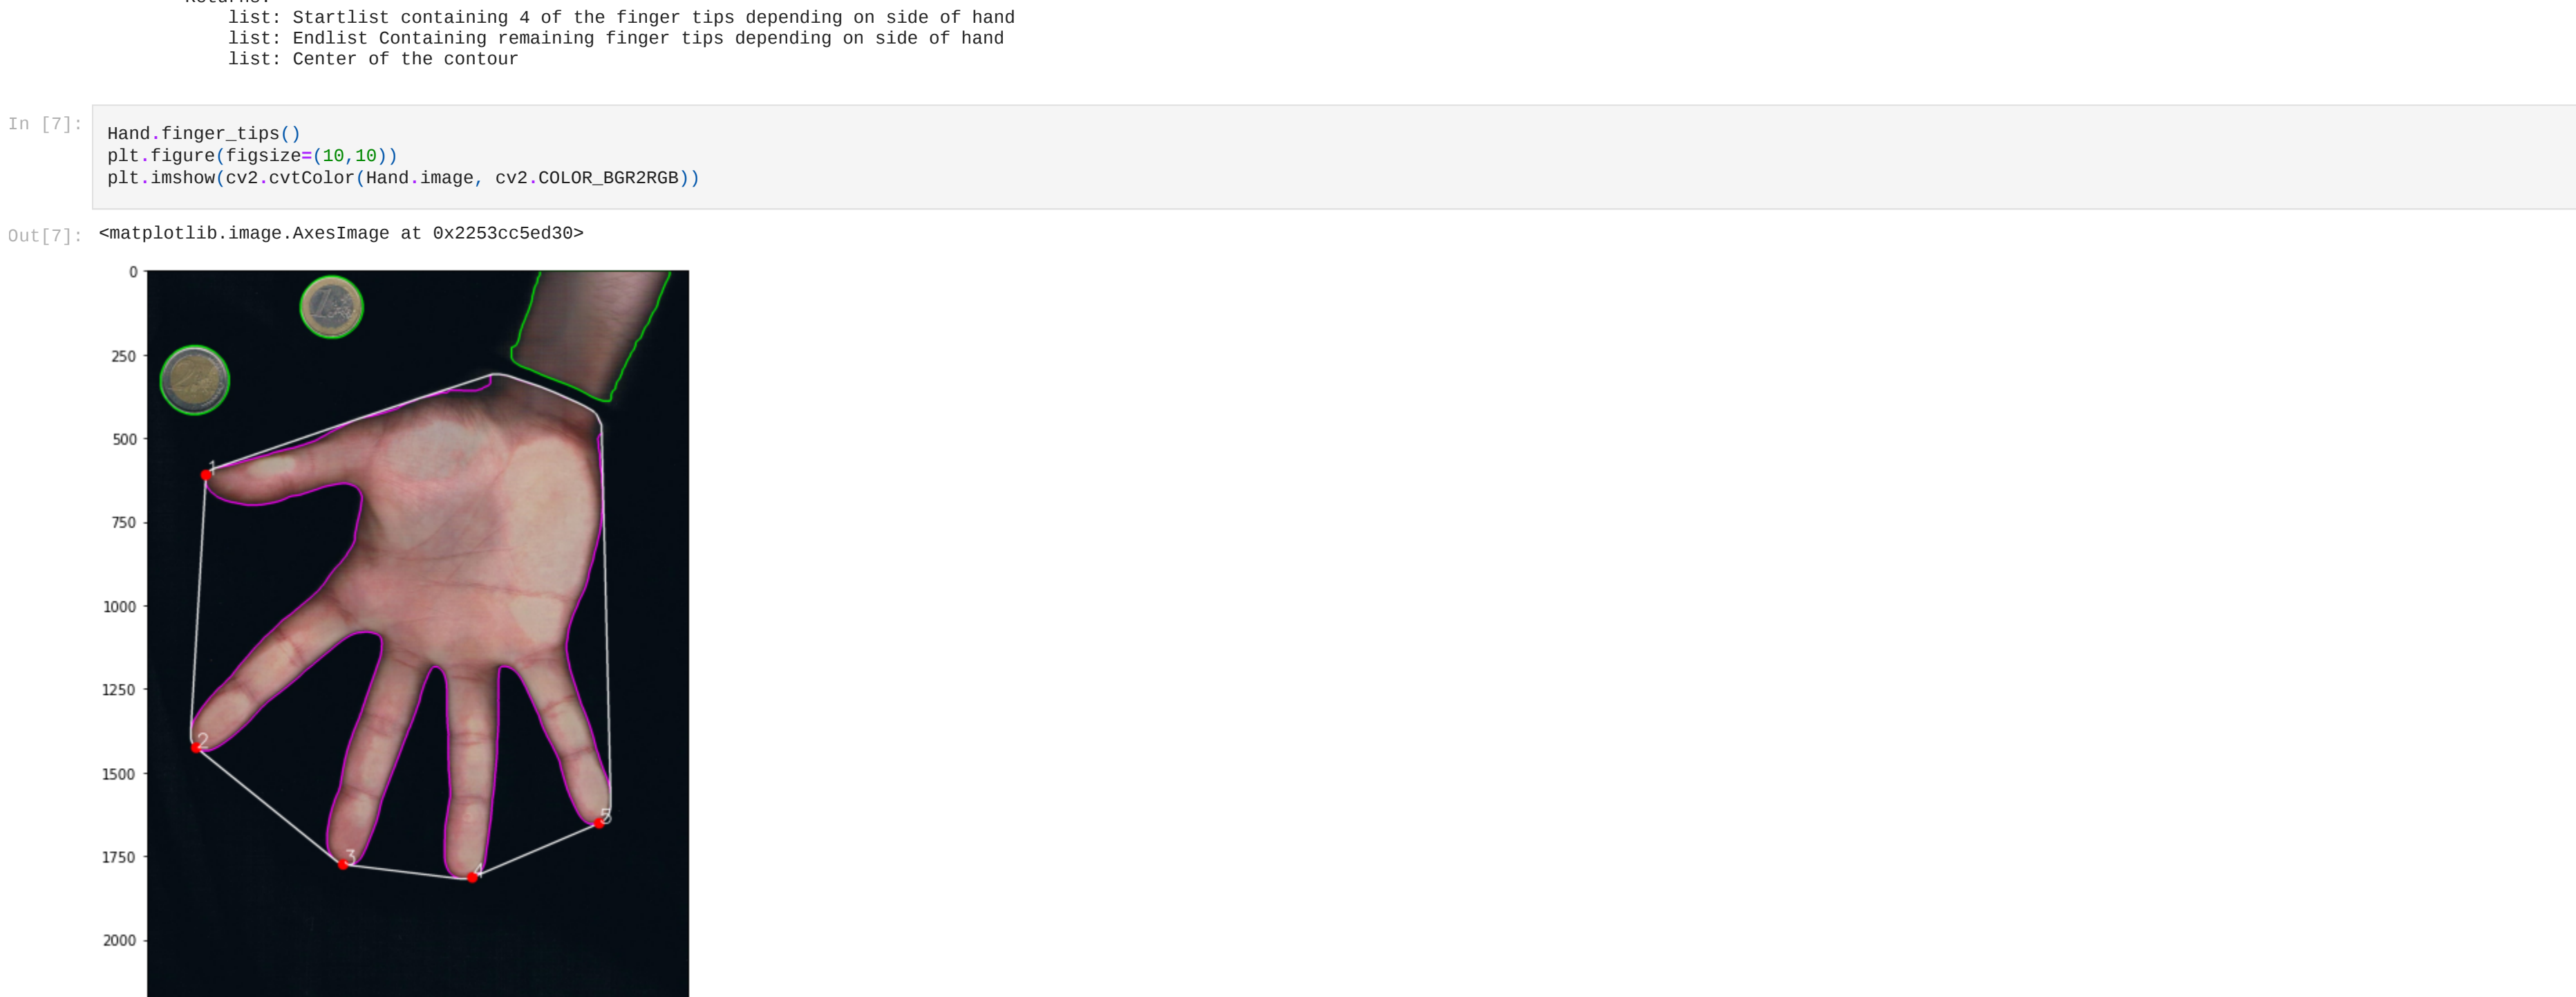 Returns:
list: Startlist containing 4 of the finger tips depending on side of hand
list: Endlist Containing remaining finger tips depending on side of hand
list: Center of the contour
In [7]:
Hand.finger_tips()
plt.figure(figsize=(10,10))
plt.imshow(cv2.cvtColor(Hand.image, cv2.COLOR_BGR2RGB))
Out[7]:
<matplotlib.image.AxesImage at 0x2253cc5ed30>
0
250
500
1
750
1000
1250
2
1500
5
1750
3
4
2000